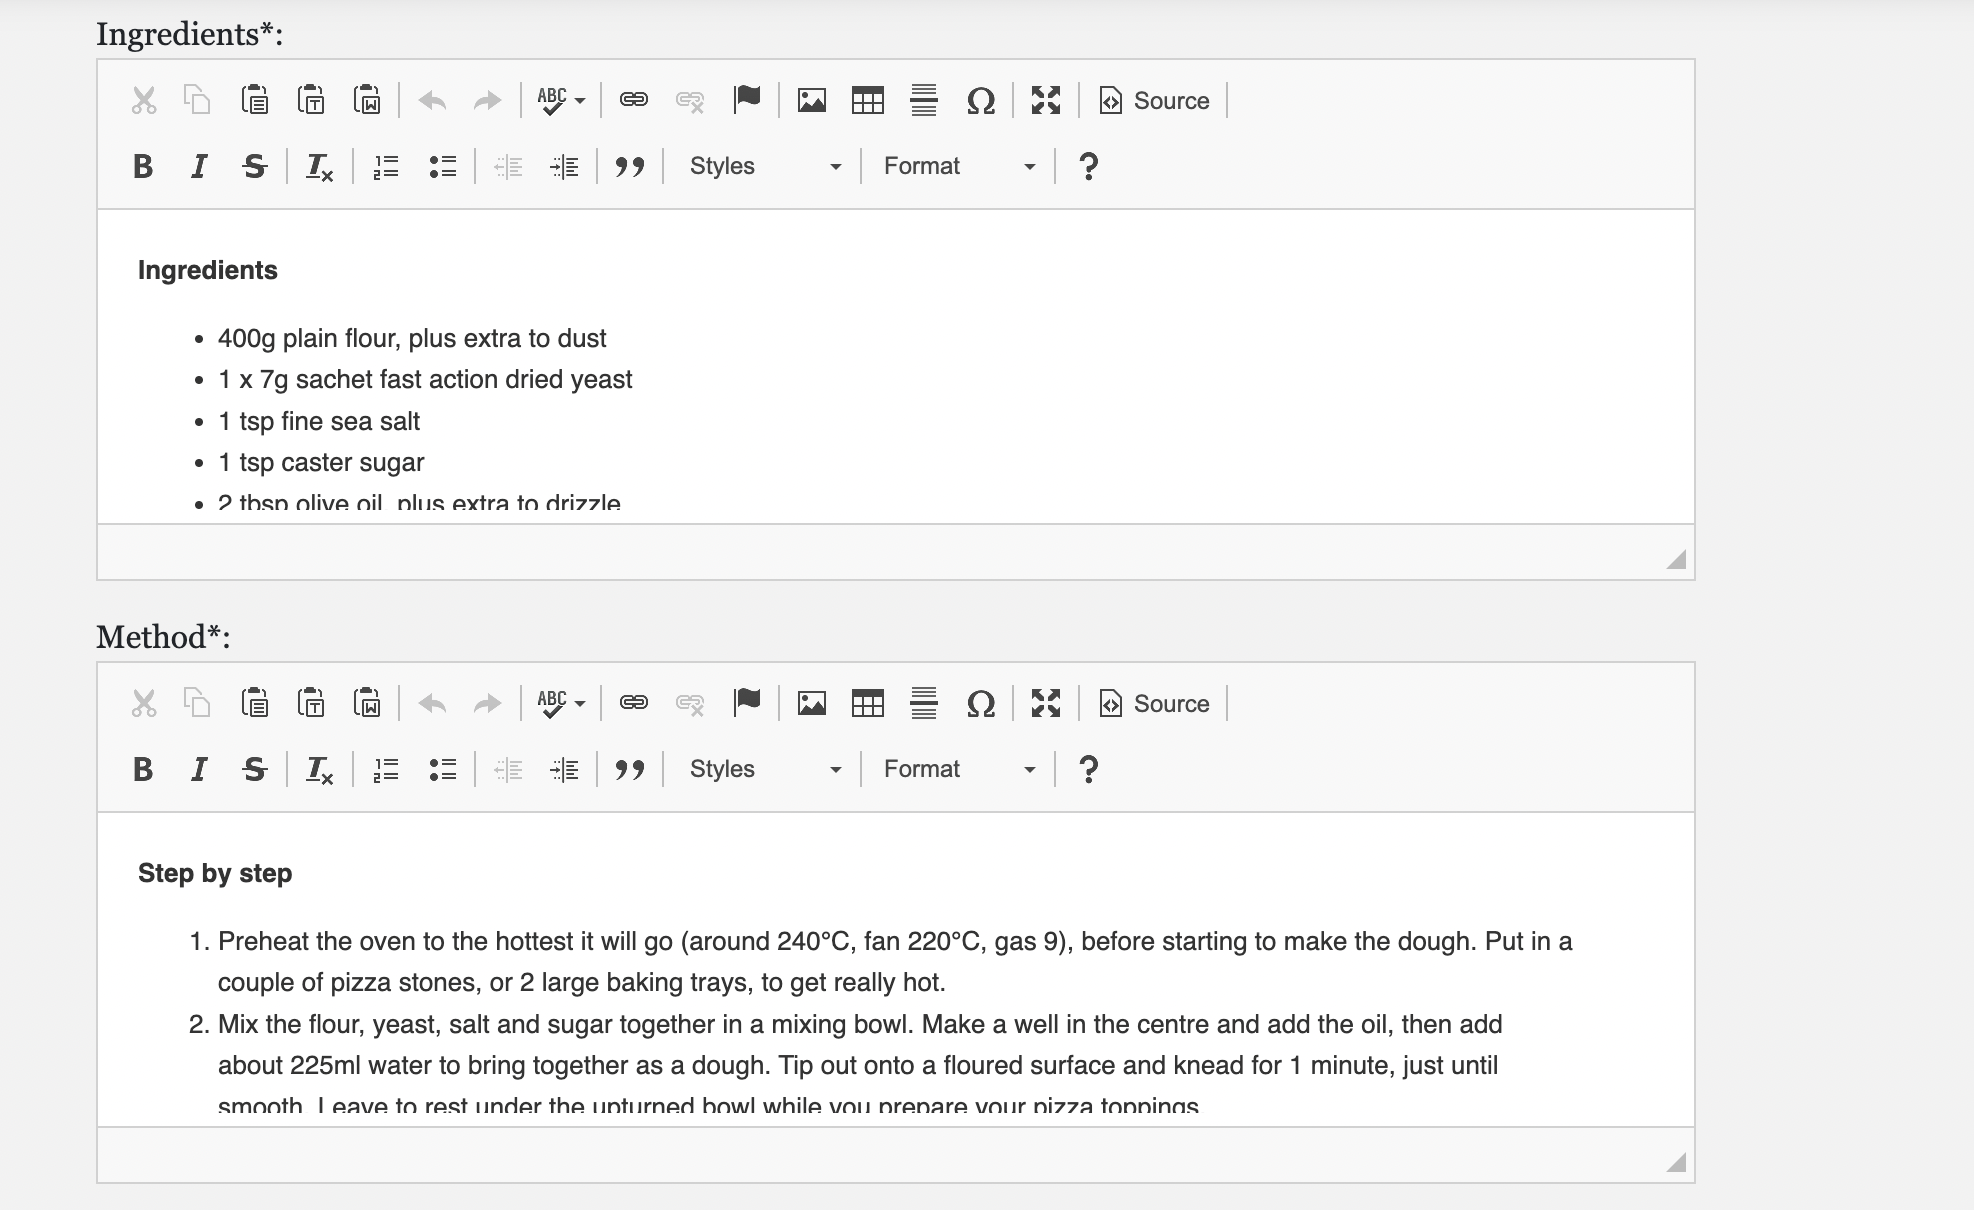 Ingredients*:
ABC
Source
B I S Tx
Styles
Format
?
Ingredients
• 400g plain flour, plus extra to dust
• 1 x 7g sachet fast action dried yeast
• 1 tsp fine sea salt
• 1 tsp caster sugar
• 2 tbsp olive oil, plus extra to drizzle
Method*:
ABC
Source
B I S Tx
Styles
Format
?
Step by step
1. Preheat the oven to the hottest it will go (around 240°C, fan 220°C, gas 9), before starting to make the dough. Put in a
couple of pizza stones, or 2 large baking trays, to get really hot.
2. Mix the flour, yeast, salt and sugar together in a mixing bowl. Make a well in the centre and add the oil, then add
about 225ml water to bring together as a dough. Tip out onto a floured surface and knead for 1 minute, just until
smooth. Leave to rest under the upturned bowl while you prepare your pizza toppings.